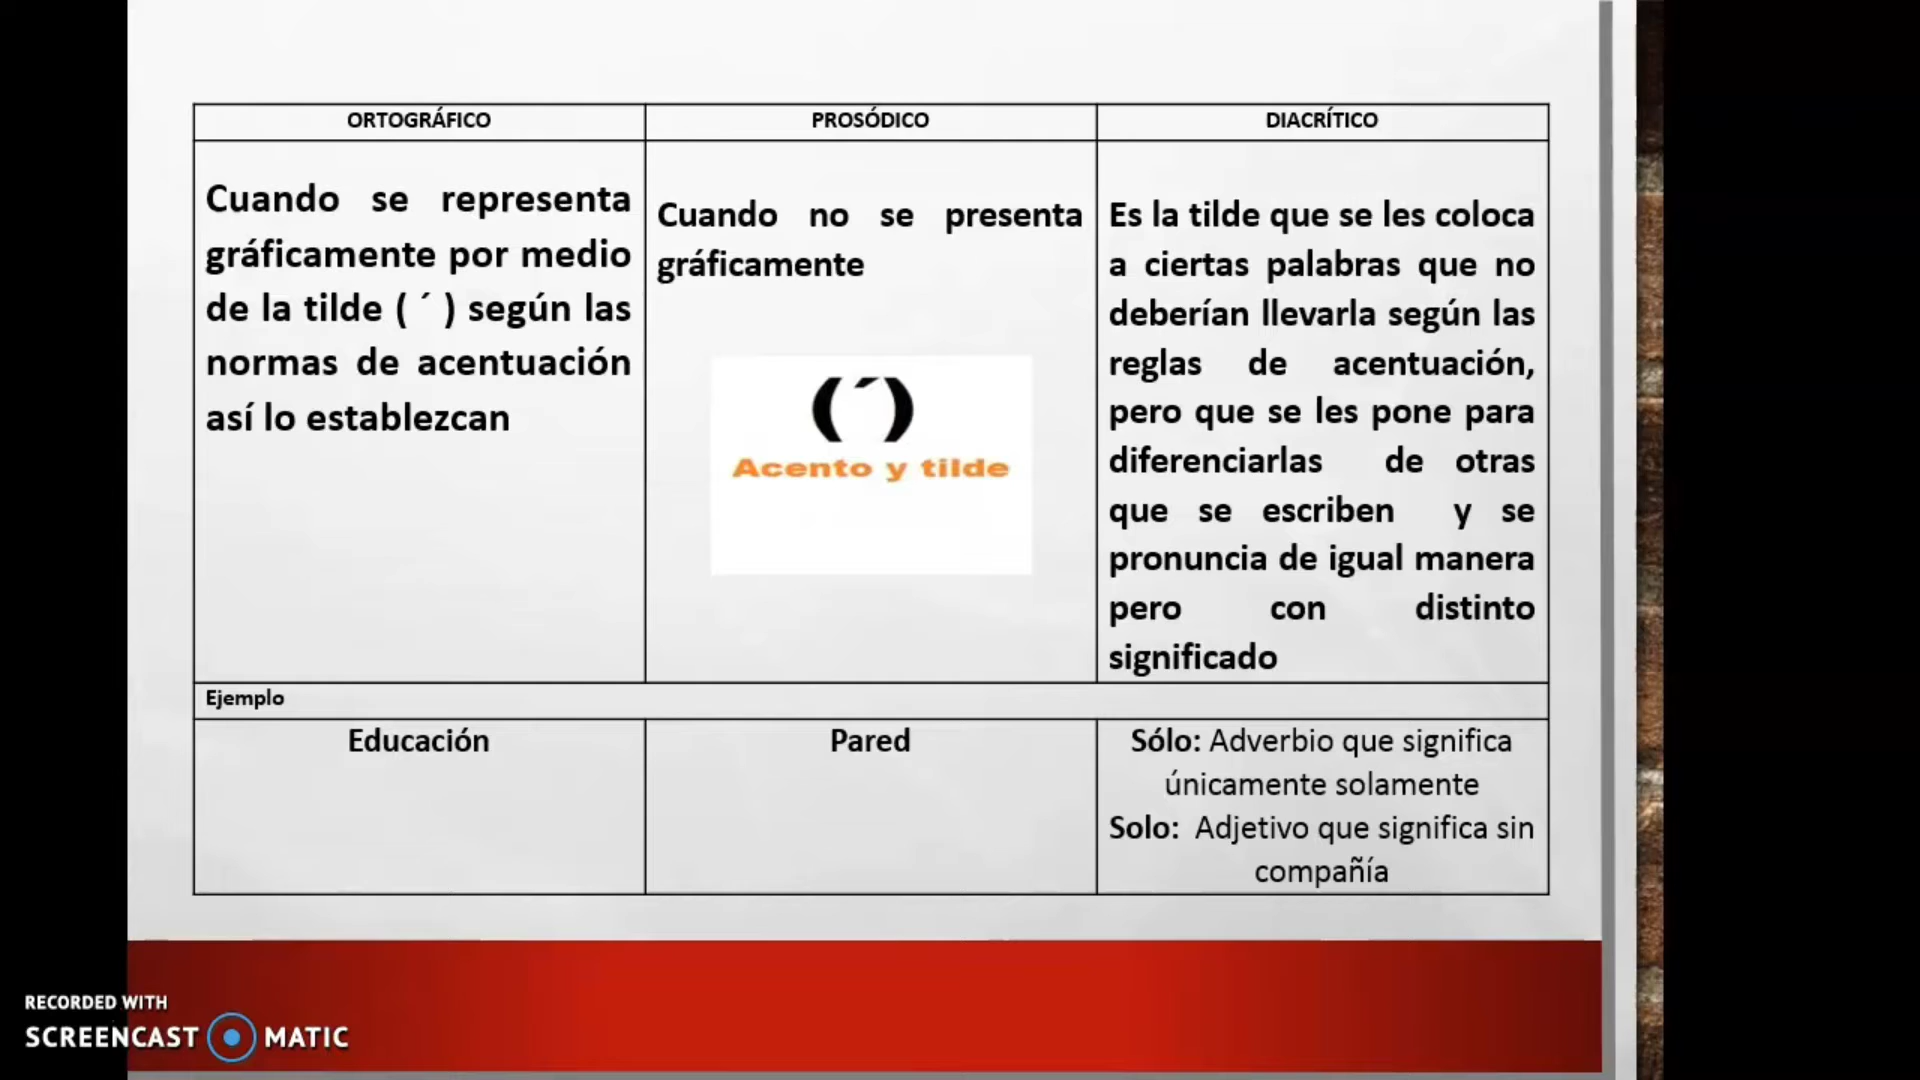 ORTOGRÁFICO
PROSÓDICO
DIACRÍTICO
Cuando se representa
gráficamente por medio
de la tilde ( ´ ) según las
normas de acentuación
así lo establezcan
Cuando no se presenta
gráficamente
(´)
Acento y tilde
Es la tilde que se les coloca
a ciertas palabras que no
deberían llevarla según las
reglas de acentuación,
pero que se les pone para
diferenciarlas de otras
que se escriben y se
pronuncia de igual manera
pero con distinto
significado
Ejemplo
Educación
Pared
Sólo: Adverbio que significa
únicamente solamente
Solo: Adjetivo que significa sin
compañía
RECORDED WITH
SCREENCAST MATIC